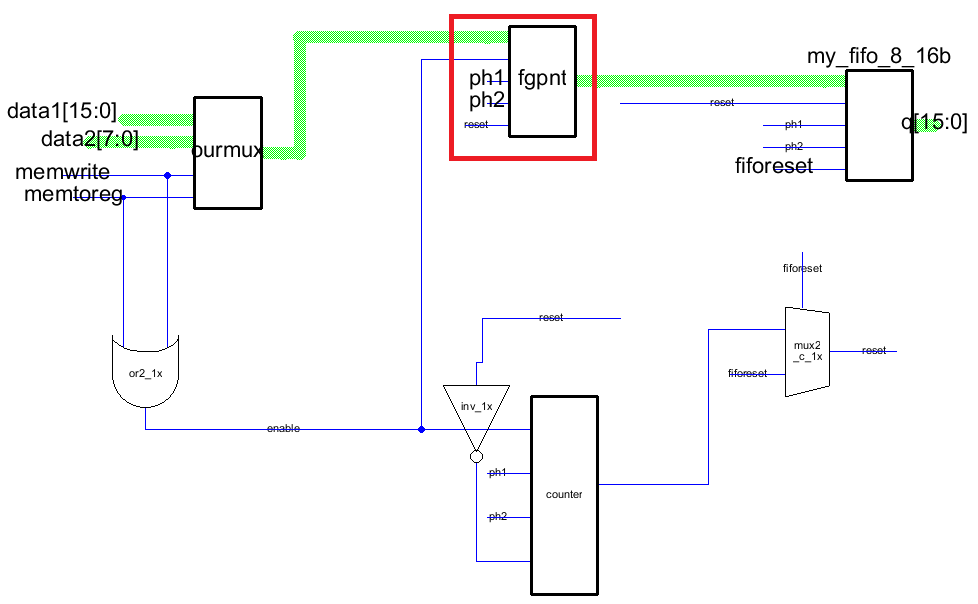 my_fifo_8_16b
ph1
fgpnt
ph2
reset
reset
ph1
ph2
fiforeset
q[15:0]
data1[15:0]
data2[7:0]
ourmux
memwrite
memtoreg
fiforeset
reset
mux2
_c_1x
reset
fiforeset
or2_1x
inv_1x
enable
ph1
counter
ph2